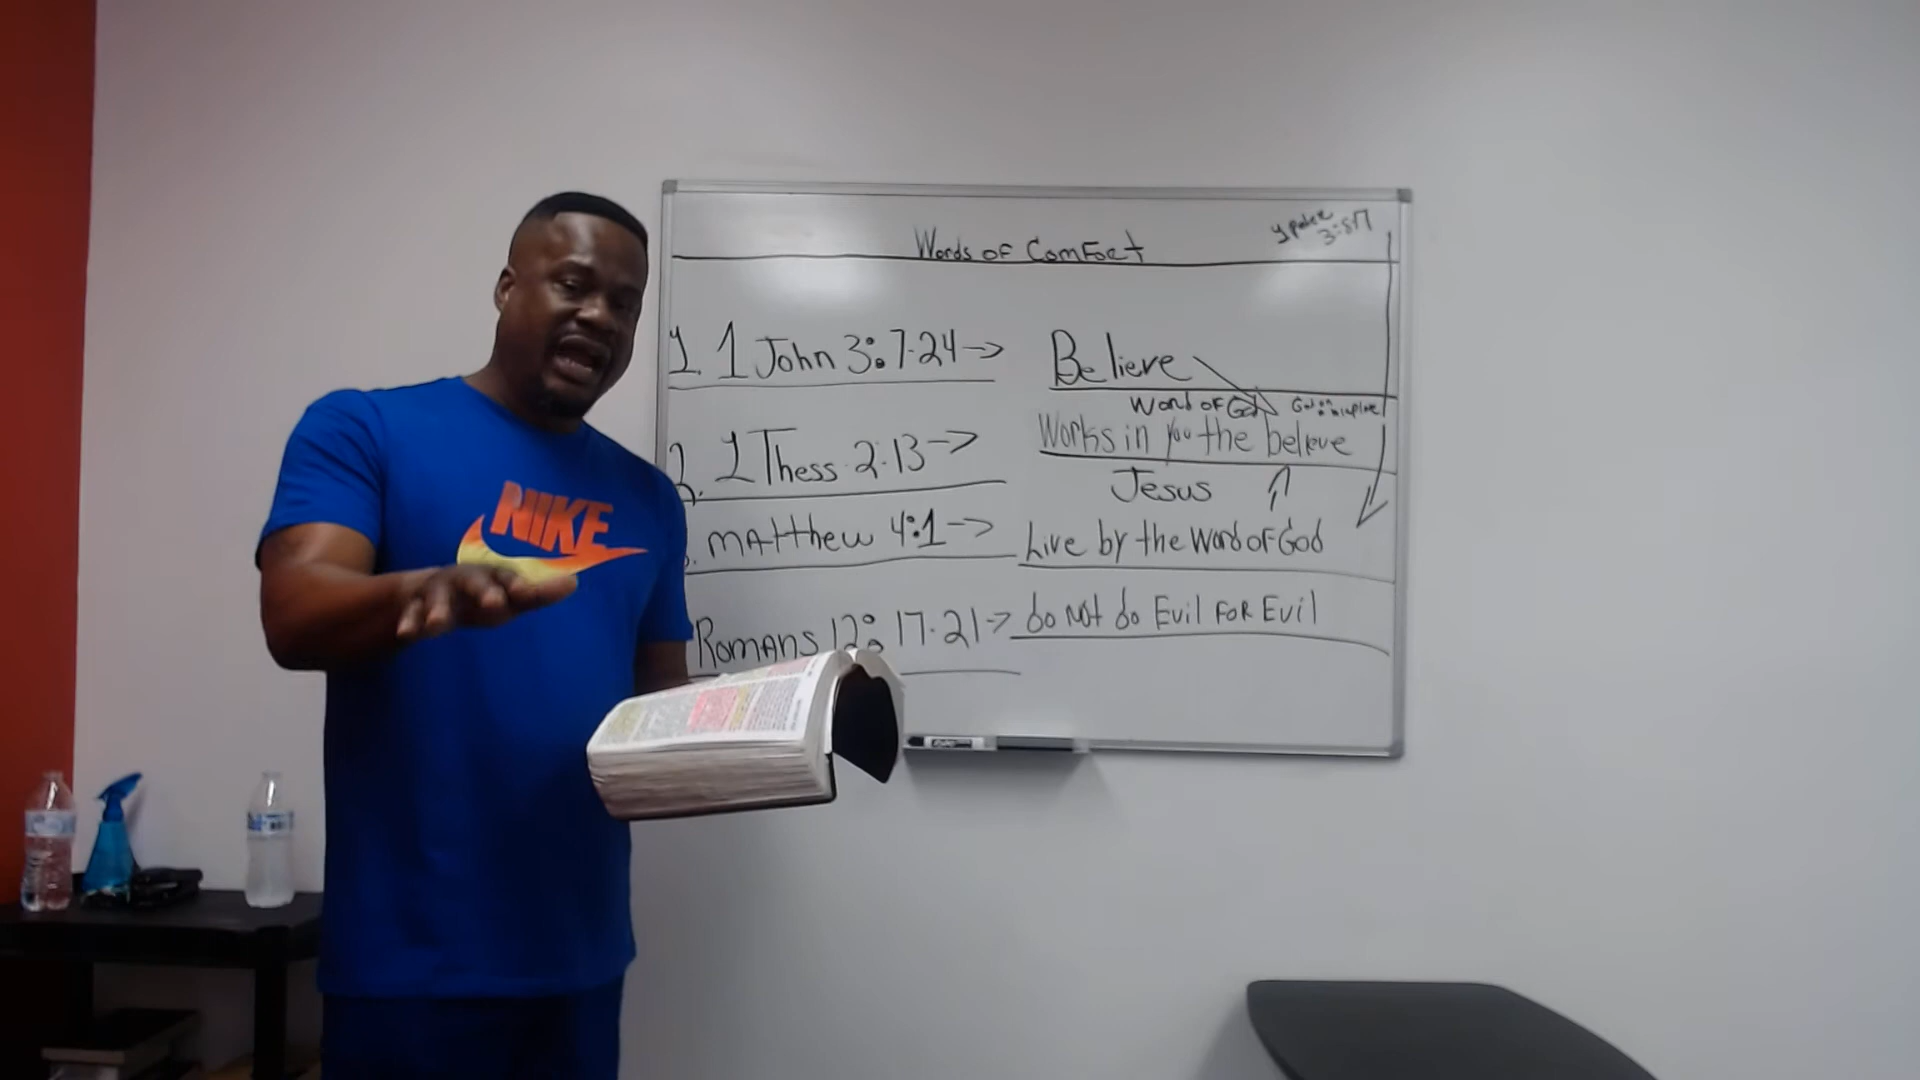 Words of Comfort
3:517
1. 1 John 3:7-24 -> Believe
Word of God
2. 1 Thess 2:13 -> Works in you the believe
Jesus
. Matthew 4:1 -> Live by the Word of God
Romans 12:17-21 -> do Not do Evil For Evil
NIKE